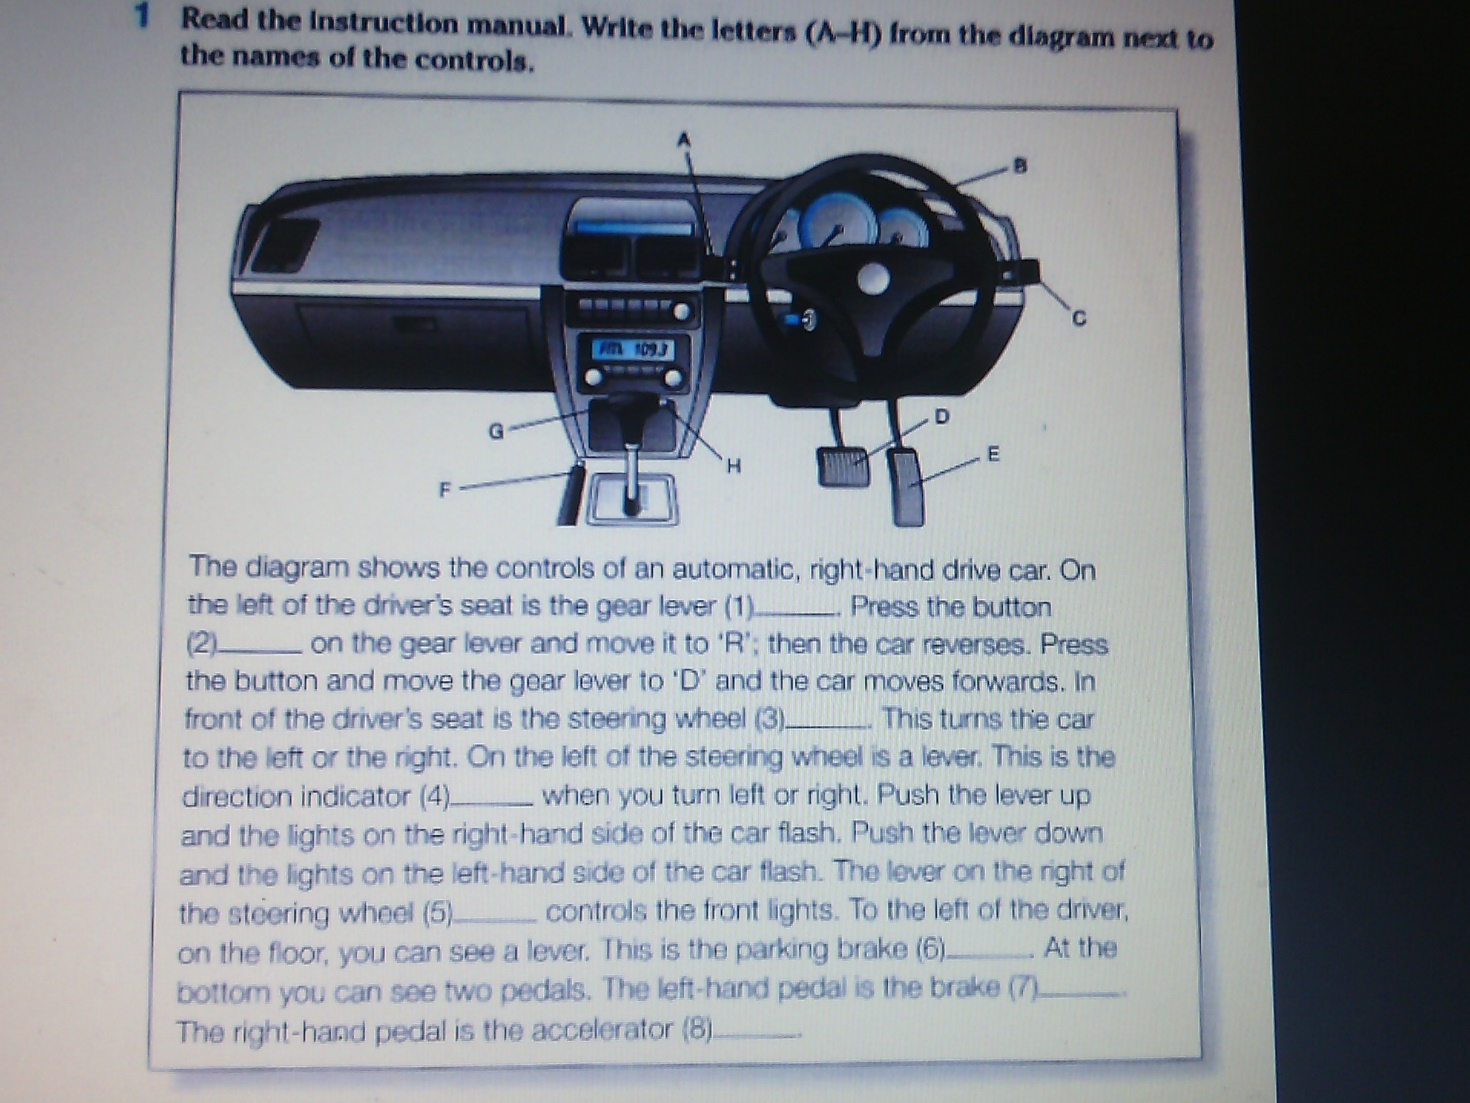 1 Read the instruction manual. Write the letters (A–H) from the diagram next to
the names of the controls.
A
B
C
FM 109.3
D
G
E
H
F
The diagram shows the controls of an automatic, right-hand drive car. On
the left of the driver's seat is the gear lever (1)______. Press the button
(2)______ on the gear lever and move it to 'R'; then the car reverses. Press
the button and move the gear lever to 'D' and the car moves forwards. In
front of the driver's seat is the steering wheel (3)______. This turns the car
to the left or the right. On the left of the steering wheel is a lever. This is the
direction indicator (4)______ when you turn left or right. Push the lever up
and the lights on the right-hand side of the car flash. Push the lever down
and the lights on the left-hand side of the car flash. The lever on the right of
the steering wheel (5)______ controls the front lights. To the left of the driver,
on the floor, you can see a lever. This is the parking brake (6)______. At the
bottom you can see two pedals. The left-hand pedal is the brake (7)______.
The right-hand pedal is the accelerator (8)______.